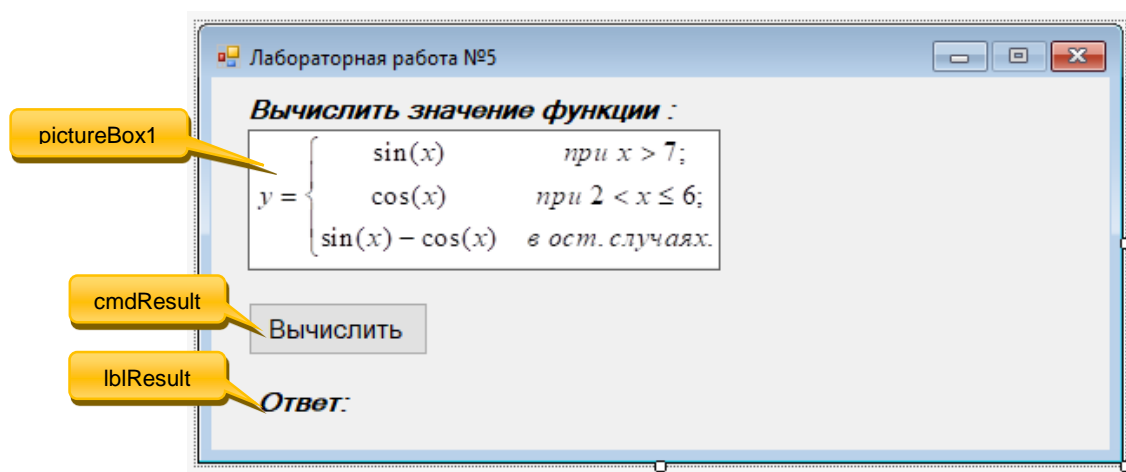 Лабораторная работа №5
Вычислить значение функции :
pictureBox1
sin(x) при x > 7;
y = { cos(x) при 2 < x ≤ 6;
sin(x) − cos(x) в ост. случаях.
cmdResult
Вычислить
lblResult
Ответ: